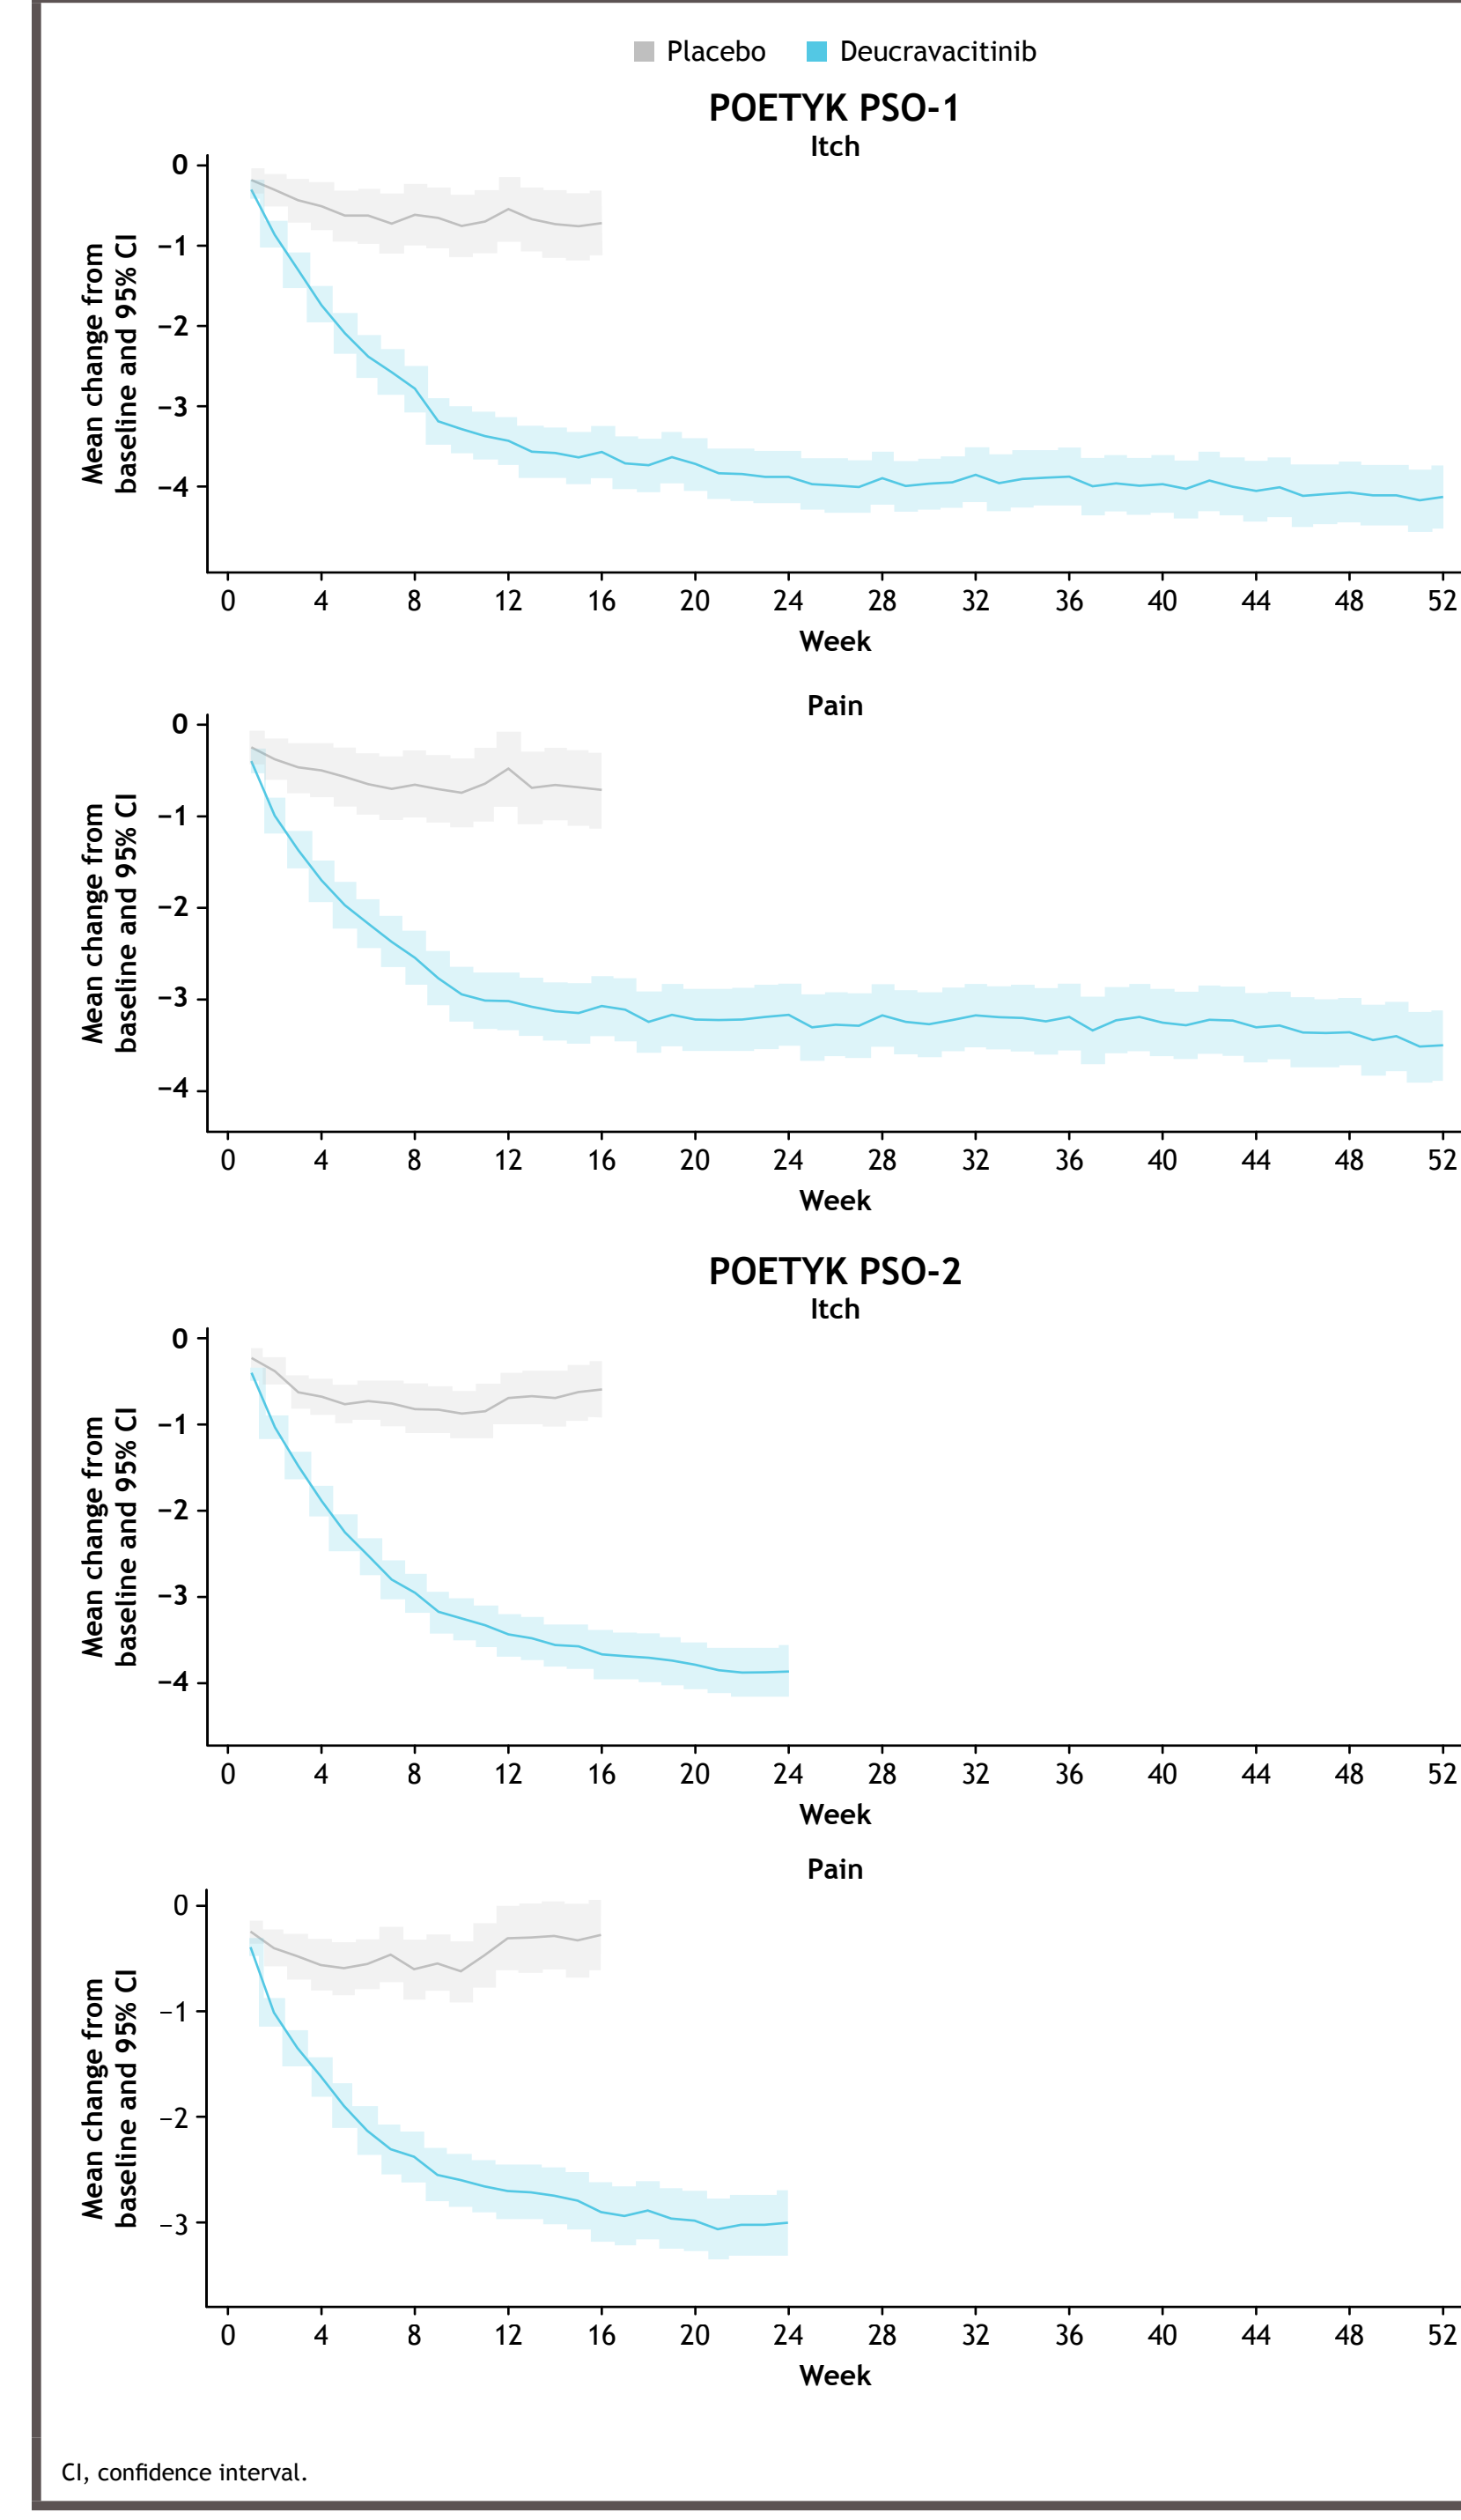 Placebo Deucravacitinib
POETYK PSO-1
Itch
Mean change from
baseline and 95% CI
0
−1
−2
−3
−4
0 4 8 12 16 20 24 28 32 36 40 44 48 52
Week
Pain
Mean change from
baseline and 95% CI
0
−1
−2
−3
−4
0 4 8 12 16 20 24 28 32 36 40 44 48 52
Week
POETYK PSO-2
Itch
Mean change from
baseline and 95% CI
0
−1
−2
−3
−4
0 4 8 12 16 20 24 28 32 36 40 44 48 52
Week
Pain
Mean change from
baseline and 95% CI
0
−1
−2
−3
0 4 8 12 16 20 24 28 32 36 40 44 48 52
Week
CI, confidence interval.